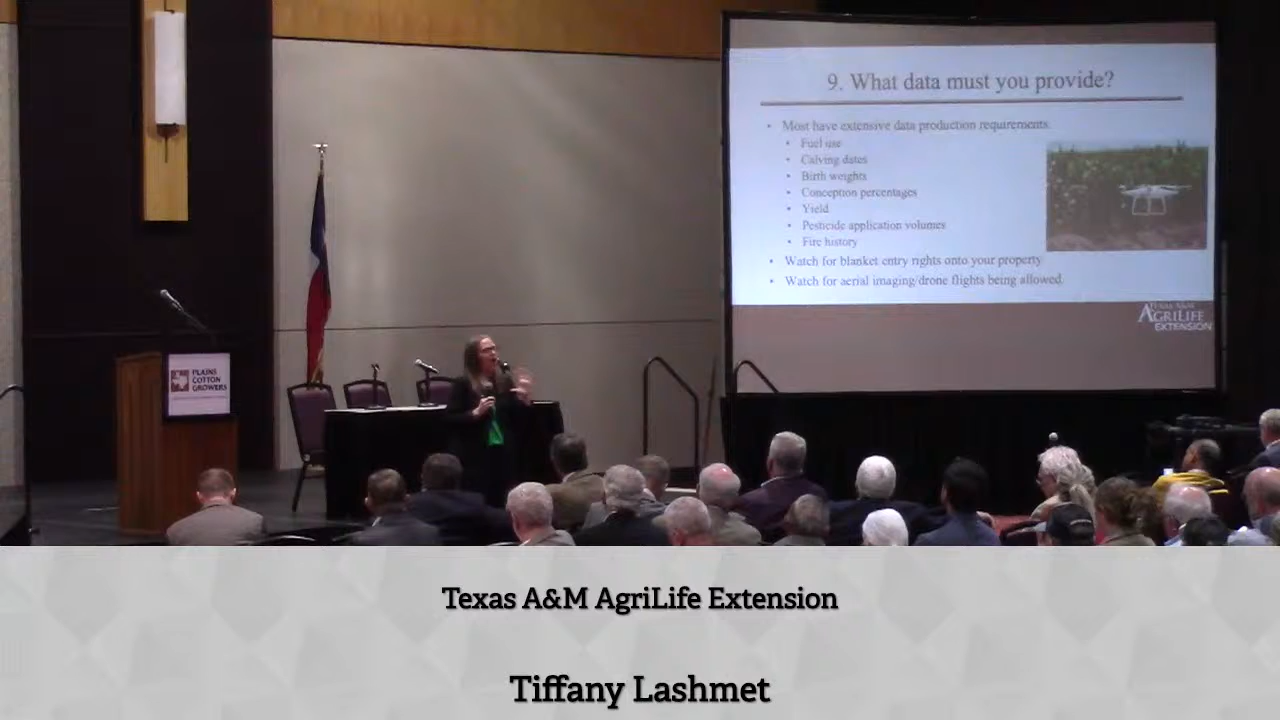 9. What data must you provide?
• Most have extensive data production requirements.
• Fuel use
• Calving dates
• Birth weights
• Conception percentages
• Yield
• Pesticide application volumes
• Fire history
• Watch for blanket entry rights onto your property
• Watch for aerial imaging/drone flights being allowed.
TEXAS A&M
AGRILIFE
EXTENSION
PLAINS
COTTON
GROWERS
Texas A&M AgriLife Extension
Tiffany Lashmet